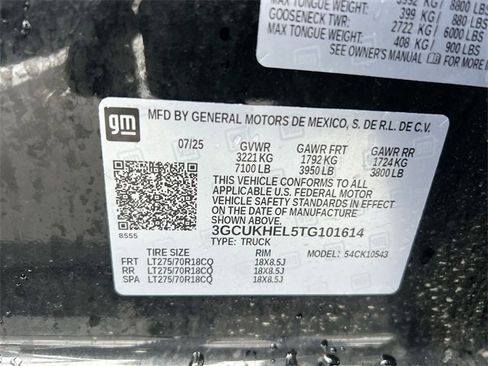 3992 KG / 8800 LBS
MAX TONGUE WEIGHT: 399 KG / 880 LBS
GOOSENECK TWR: 2722 KG / 6000 LBS
MAX TONGUE WEIGHT: 408 KG / 900 LBS
SEE OWNER'S MANUAL FOR MORE
gm
MFD BY GENERAL MOTORS DE MEXICO, S. DE R.L. DE C.V.
07/25 GVWR GAWR FRT GAWR RR
3221 KG 1792 KG 1724 KG
7100 LB 3950 LB 3800 LB
THIS VEHICLE CONFORMS TO ALL
APPLICABLE U.S. FEDERAL MOTOR
VEHICLE SAFETY STANDARDS IN EFFECT
ON THE DATE OF MANUFACTURE SHOWN ABOVE.
3GCUKHEL5TG101614
8555 TYPE: TRUCK
TIRE SIZE RIM 54CK10543
FRT LT275/70R18CQ 18X8.5J
RR LT275/70R18CQ 18X8.5J
SPA LT275/70R18CQ 18X8.5J